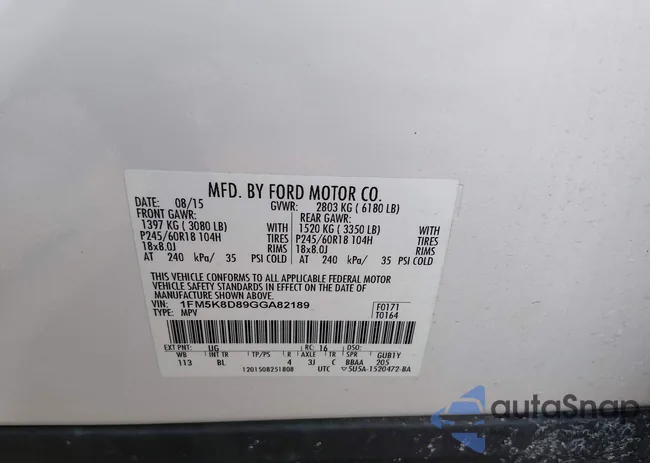 MFD. BY FORD MOTOR CO.
DATE: 08/15 GVWR: 2803 KG ( 6180 LB)
FRONT GAWR: REAR GAWR:
1397 KG ( 3080 LB) WITH 1520 KG ( 3350 LB) WITH
P245/60R18 104H TIRES P245/60R18 104H TIRES
18x8.0J RIMS 18x8.0J RIMS
AT 240 kPa/ 35 PSI COLD AT 240 kPa/ 35 PSI COLD
THIS VEHICLE CONFORMS TO ALL APPLICABLE FEDERAL MOTOR
VEHICLE SAFETY STANDARDS IN EFFECT ON THE DATE OF
MANUFACTURE SHOWN ABOVE.
VIN: 1FM5K8D89GGA82189 F0171
TYPE: MPV T0164
EXT PNT: UG RC: 16
WB INT TR TP/PS R AXLE TR SPR GUB1Y
113 BL 4 3J C BBAA 205
1201508251808 UTC 5U5A-1520472-BA
autoSnap